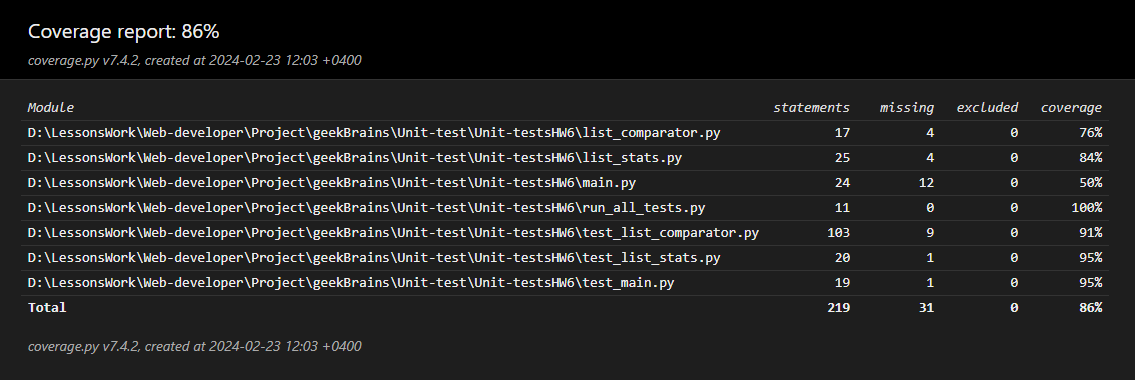 Coverage report: 86%
coverage.py v7.4.2, created at 2024-02-23 12:03 +0400
Module statements missing excluded coverage
D:\LessonsWork\Web-developer\Project\geekBrains\Unit-test\Unit-testsHW6\list_comparator.py 17 4 0 76%
D:\LessonsWork\Web-developer\Project\geekBrains\Unit-test\Unit-testsHW6\list_stats.py 25 4 0 84%
D:\LessonsWork\Web-developer\Project\geekBrains\Unit-test\Unit-testsHW6\main.py 24 12 0 50%
D:\LessonsWork\Web-developer\Project\geekBrains\Unit-test\Unit-testsHW6\run_all_tests.py 11 0 0 100%
D:\LessonsWork\Web-developer\Project\geekBrains\Unit-test\Unit-testsHW6\test_list_comparator.py 103 9 0 91%
D:\LessonsWork\Web-developer\Project\geekBrains\Unit-test\Unit-testsHW6\test_list_stats.py 20 1 0 95%
D:\LessonsWork\Web-developer\Project\geekBrains\Unit-test\Unit-testsHW6\test_main.py 19 1 0 95%
Total 219 31 0 86%
coverage.py v7.4.2, created at 2024-02-23 12:03 +0400